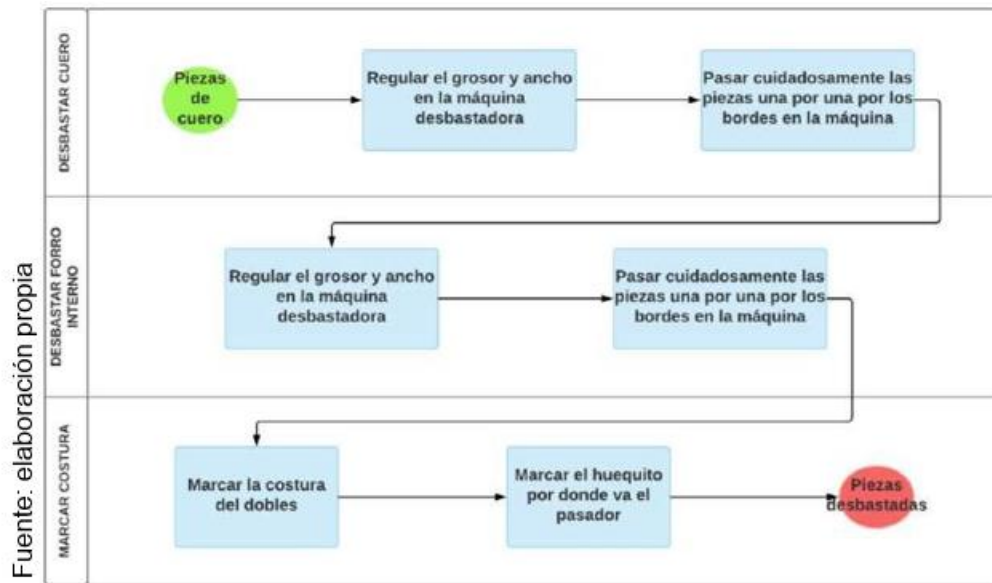 DESBASTAR CUERO
Piezas
de
cuero
Regular el grosor y ancho
en la máquina
desbastadora
Pasar cuidadosamente las
piezas una por una por los
bordes en la máquina
DESBASTAR FORRO
INTERNO
Regular el grosor y ancho
en la máquina
desbastadora
Pasar cuidadosamente las
piezas una por una por los
bordes en la máquina
MARCAR COSTURA
Marcar la costura
del dobles
Marcar el huequito
por donde va el
pasador
Piezas
desbastadas
Fuente: elaboración propia